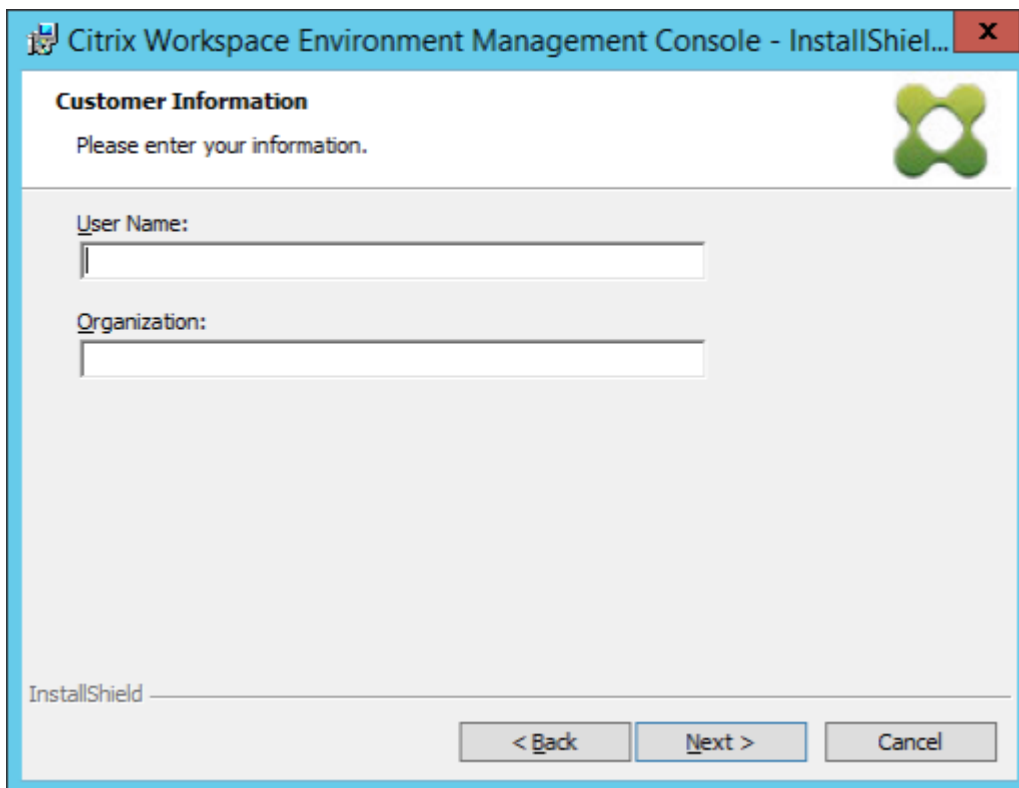 Citrix Workspace Environment Management Console - InstallShiel...
x
Customer Information
Please enter your information.
User Name:
Organization:
InstallShield
< Back
Next >
Cancel